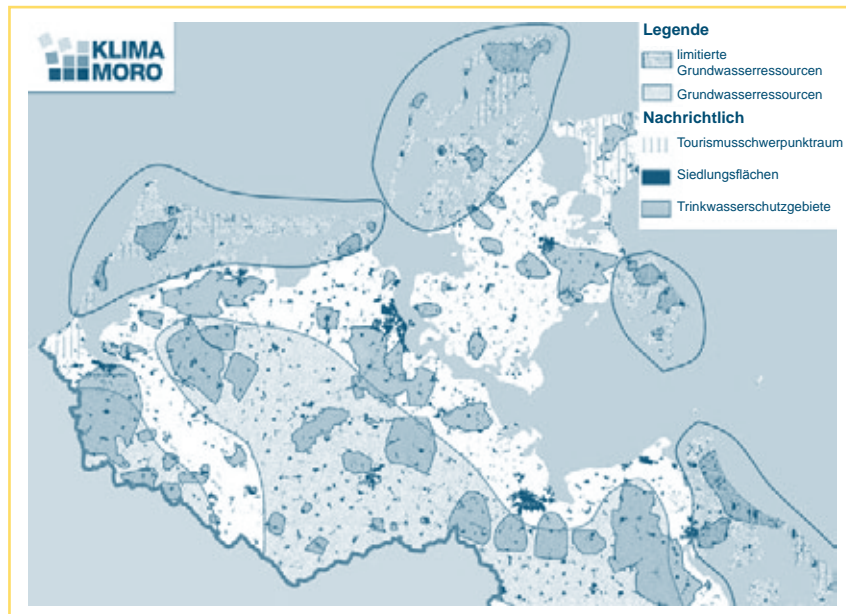 KLIMA
MORO
Legende
limitierte
Grundwasserressourcen
Grundwasserressourcen
Nachrichtlich
Tourismusschwerpunktraum
Siedlungsflächen
Trinkwasserschutzgebiete